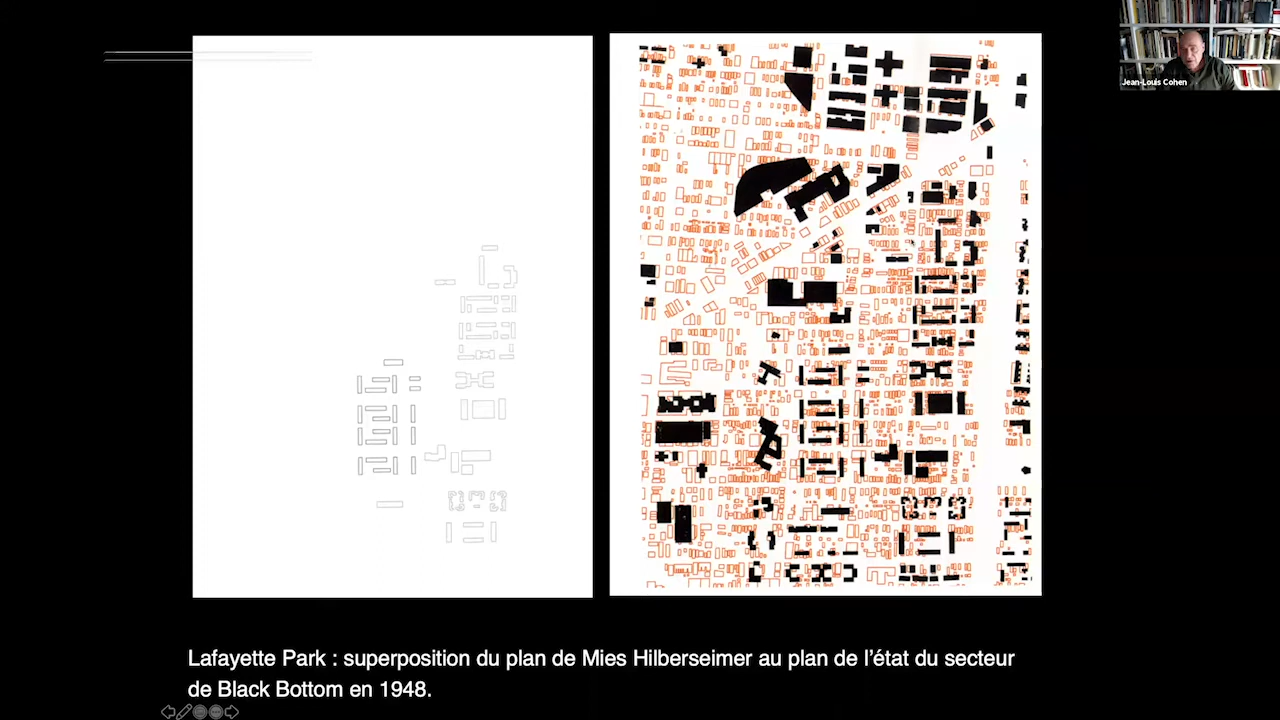 Jean-Louis Cohen
Lafayette Park : superposition du plan de Mies Hilberseimer au plan de l’état du secteur
de Black Bottom en 1948.